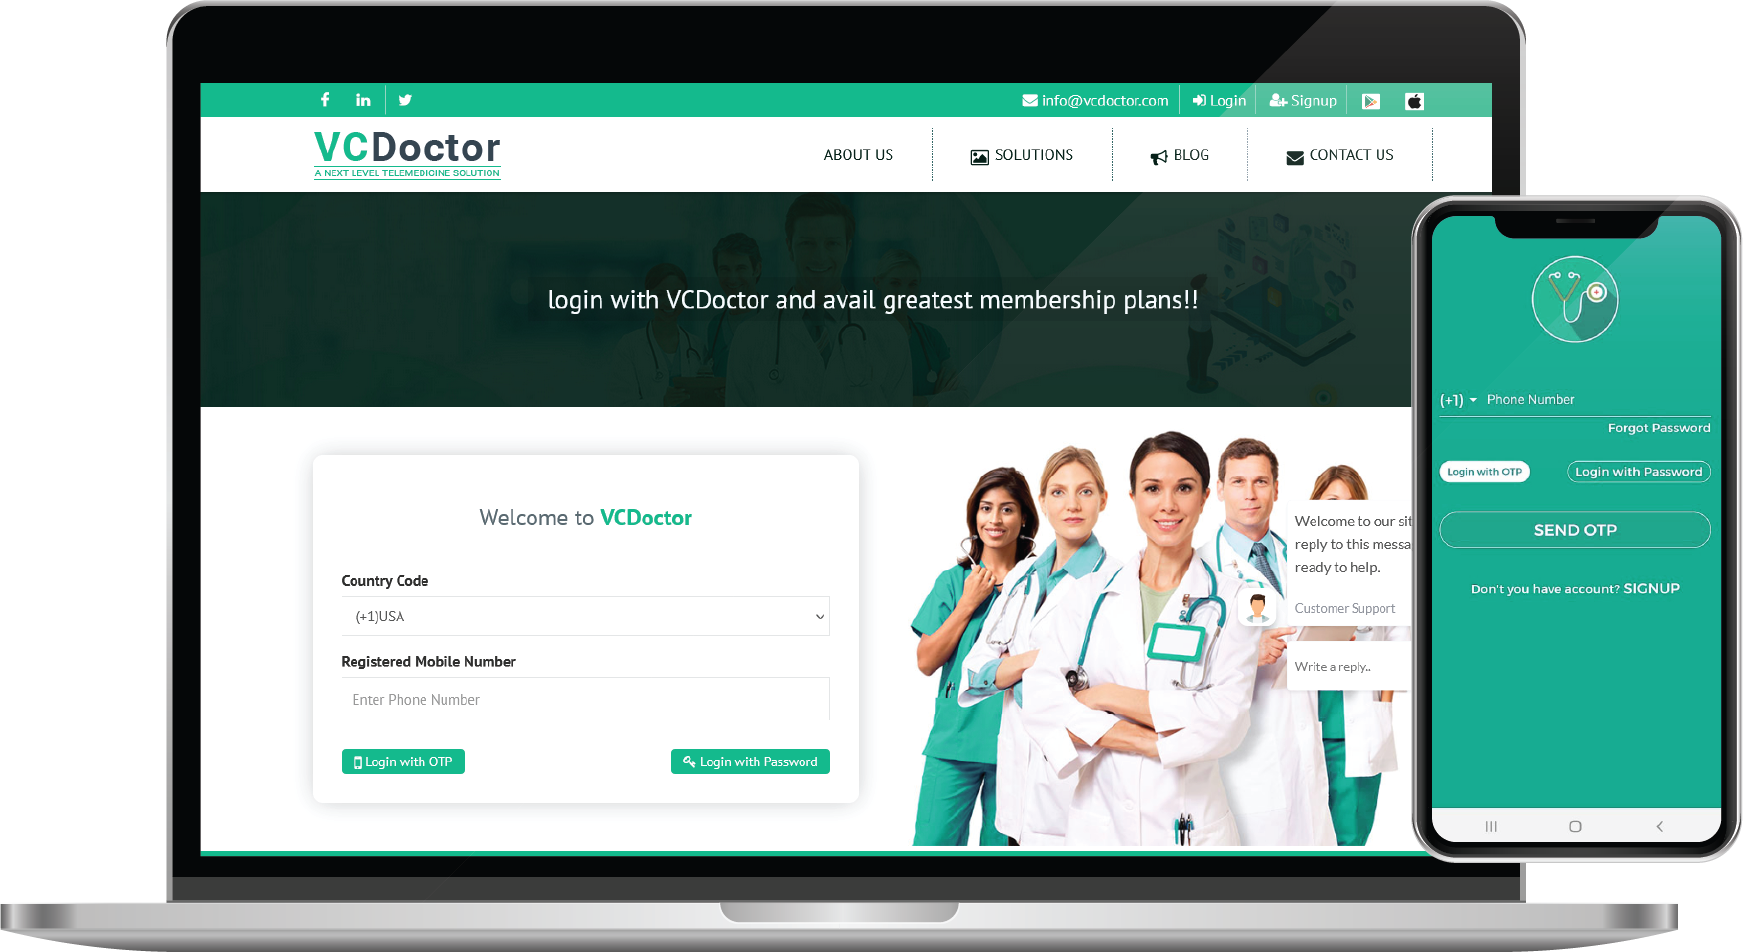 info@vcdoctor.com
Login
Signup
VCDoctor
A NEXT LEVEL TELEMEDICINE SOLUTION
ABOUT US
SOLUTIONS
BLOG
CONTACT US
login with VCDoctor and avail greatest membership plans!!
Welcome to VCDoctor
Country Code
(+1)USA
Registered Mobile Number
Enter Phone Number
Login with OTP
Login with Password
Welcome to our sit
reply to this messa
ready to help.
Customer Support
Write a reply..
(+1) Phone Number
Forgot Password
Login with OTP
Login with Password
SEND OTP
Don't you have account? SIGNUP